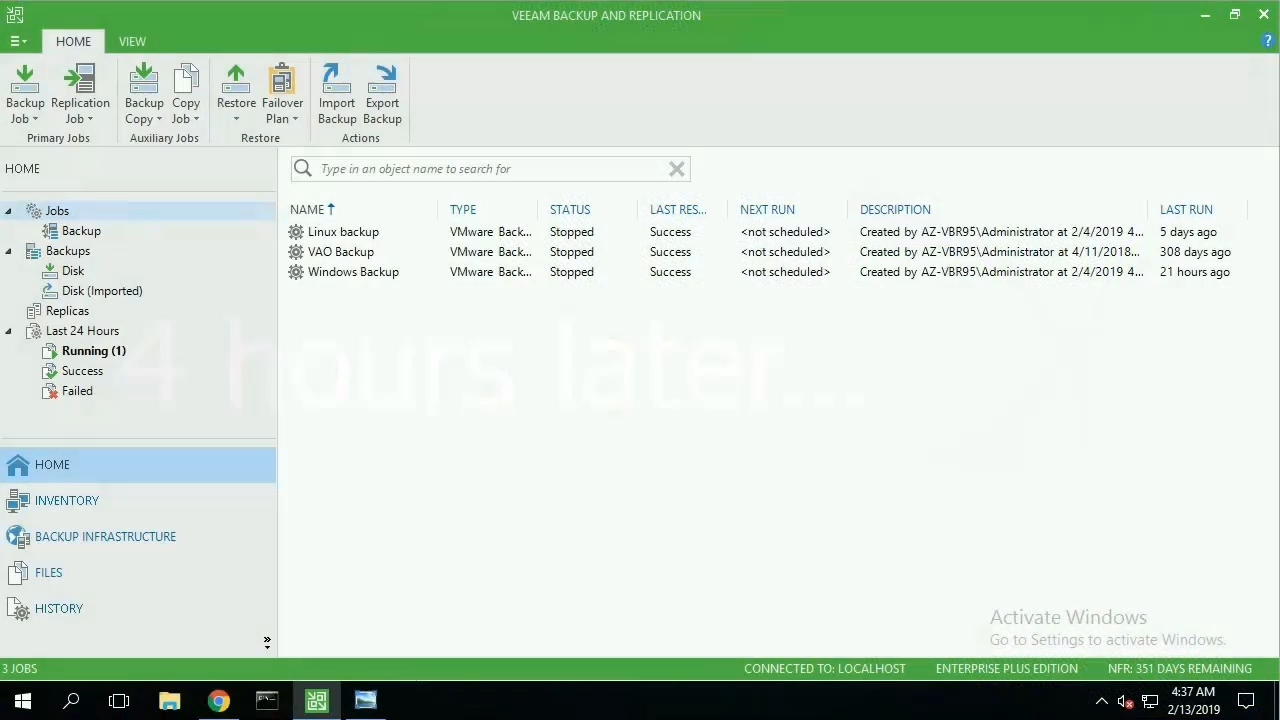 VEEAM BACKUP AND REPLICATION
HOME VIEW
Backup Job Replication Job Backup Copy Copy Job Restore Failover Plan Import Backup Export Backup
Primary Jobs Auxiliary Jobs Restore Actions
HOME
Type in an object name to search for
Jobs
Backup
Backups
Disk
Disk (Imported)
Replicas
Last 24 Hours
Running (1)
Success
Failed
NAME TYPE STATUS LAST RES... NEXT RUN DESCRIPTION LAST RUN
Linux backup VMware Back... Stopped Success <not scheduled> Created by AZ-VBR95\Administrator at 2/4/2019 4... 5 days ago
VAO Backup VMware Back... Stopped Success <not scheduled> Created by AZ-VBR95\Administrator at 4/11/2018... 308 days ago
Windows Backup VMware Back... Stopped Success <not scheduled> Created by AZ-VBR95\Administrator at 2/4/2019 4... 21 hours ago
4 hours later...
HOME
INVENTORY
BACKUP INFRASTRUCTURE
FILES
HISTORY
Activate Windows
Go to Settings to activate Windows.
3 JOBS CONNECTED TO: LOCALHOST ENTERPRISE PLUS EDITION NFR: 351 DAYS REMAINING
4:37 AM
2/13/2019